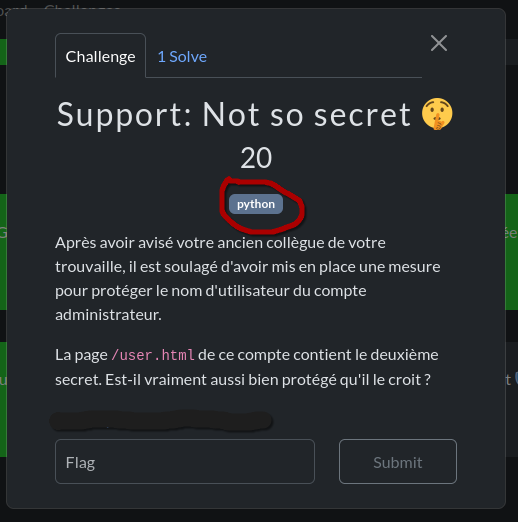 Challenge
1 Solve
Support: Not so secret 🤫
20
python
Après avoir avisé votre ancien collègue de votre
trouvaille, il est soulagé d'avoir mis en place une mesure
pour protéger le nom d'utilisateur du compte
administrateur.
La page /user.html de ce compte contient le deuxième
secret. Est-il vraiment aussi bien protégé qu'il le croit ?
Flag
Submit